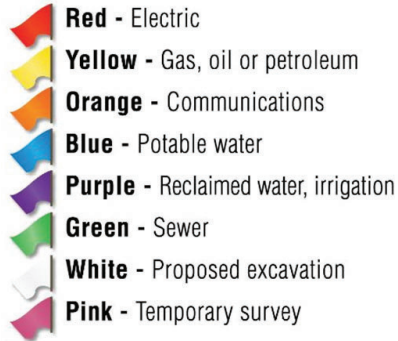 Red - Electric
Yellow - Gas, oil or petroleum
Orange - Communications
Blue - Potable water
Purple - Reclaimed water, irrigation
Green - Sewer
White - Proposed excavation
Pink - Temporary survey